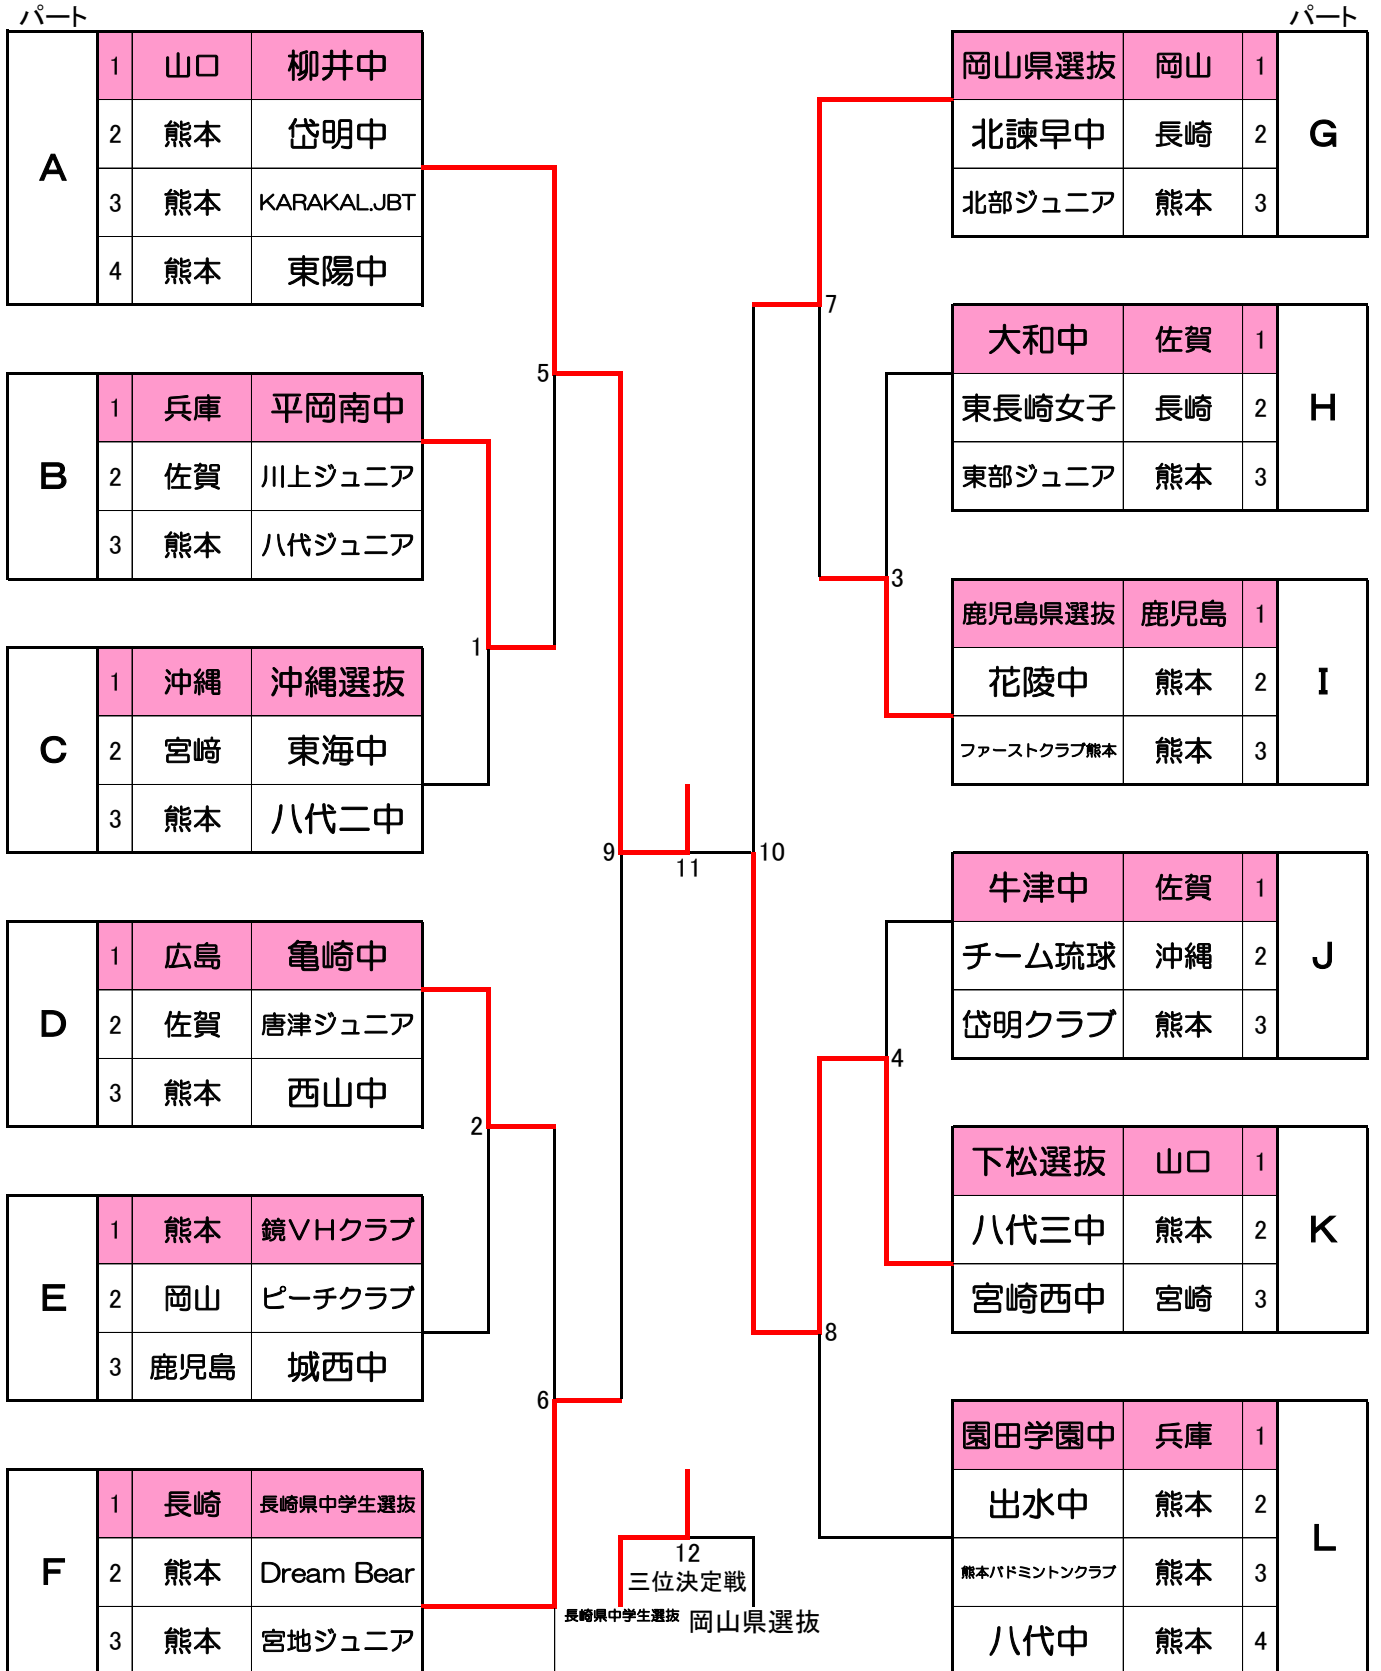 パート
A
1 山口 柳井中
2 熊本 岱明中
3 熊本 KARAKAL.JBT
4 熊本 東陽中
B
1 兵庫 平岡南中
2 佐賀 川上ジュニア
3 熊本 八代ジュニア
C
1 沖縄 沖縄選抜
2 宮﨑 東海中
3 熊本 八代二中
D
1 広島 亀崎中
2 佐賀 唐津ジュニア
3 熊本 西山中
E
1 熊本 鏡VHクラブ
2 岡山 ピーチクラブ
3 鹿児島 城西中
F
1 長崎 長崎県中学生選抜
2 熊本 Dream Bear
3 熊本 宮地ジュニア
5
1
2
6
9
11
10
7
3
4
8
12
三位決定戦
長崎県中学生選抜 岡山県選抜
パート
岡山県選抜 岡山 1
北諫早中 長崎 2
北部ジュニア 熊本 3
G
大和中 佐賀 1
東長崎女子 長崎 2
東部ジュニア 熊本 3
H
鹿児島県選抜 鹿児島 1
花陵中 熊本 2
ファーストクラブ熊本 熊本 3
I
牛津中 佐賀 1
チーム琉球 沖縄 2
岱明クラブ 熊本 3
J
下松選抜 山口 1
八代三中 熊本 2
宮崎西中 宮崎 3
K
園田学園中 兵庫 1
出水中 熊本 2
熊本バドミントンクラブ 熊本 3
八代中 熊本 4
L